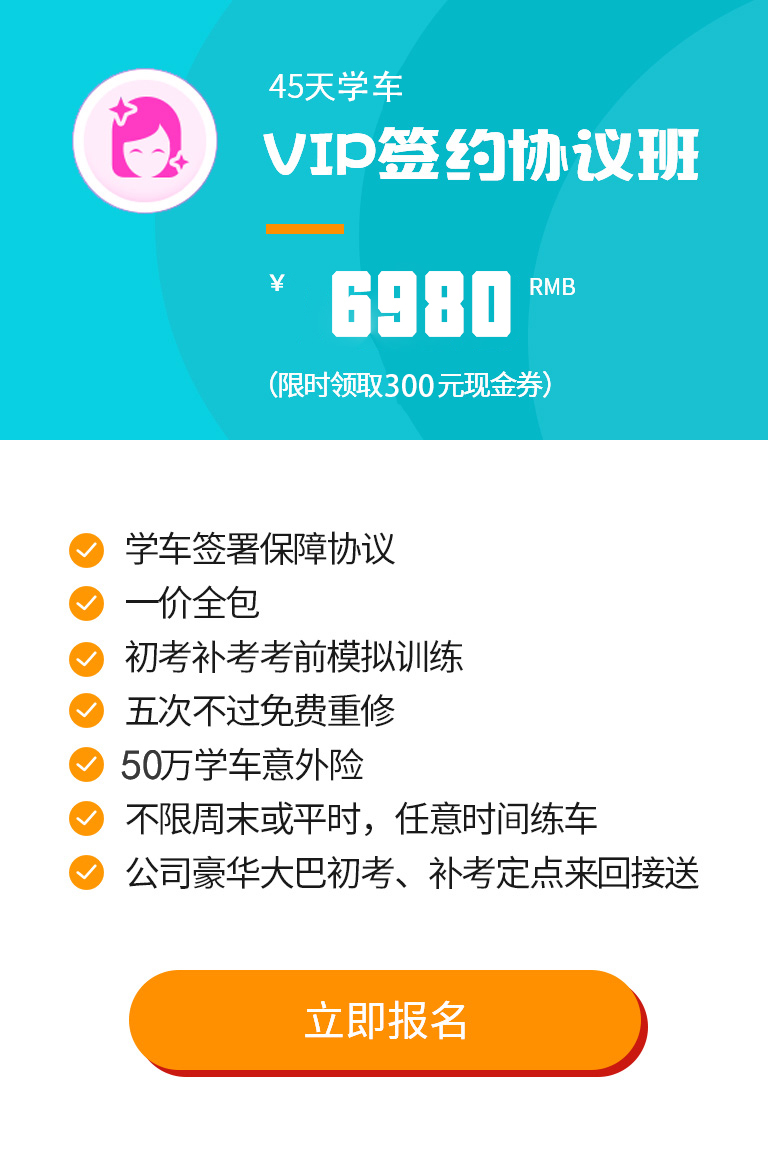 45天学车
VIP签约协议班
¥ 6980 RMB
（限时领取300元现金券）
学车签署保障协议
一价全包
初考补考考前模拟训练
五次不过免费重修
50万学车意外险
不限周末或平时，任意时间练车
公司豪华大巴初考、补考定点来回接送
立即报名